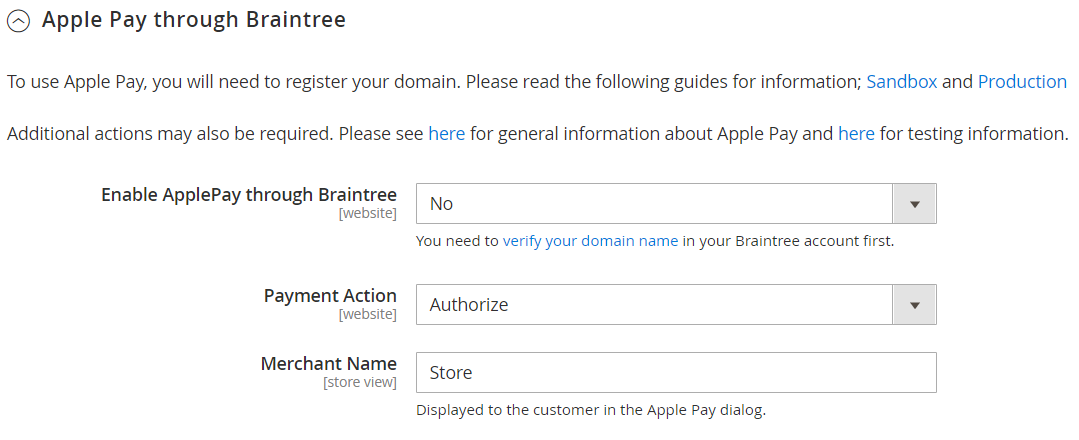 Apple Pay through Braintree
To use Apple Pay, you will need to register your domain. Please read the following guides for information; Sandbox and Production
Additional actions may also be required. Please see here for general information about Apple Pay and here for testing information.
Enable ApplePay through Braintree
[website]
No
You need to verify your domain name in your Braintree account first.
Payment Action
[website]
Authorize
Merchant Name
[store view]
Store
Displayed to the customer in the Apple Pay dialog.